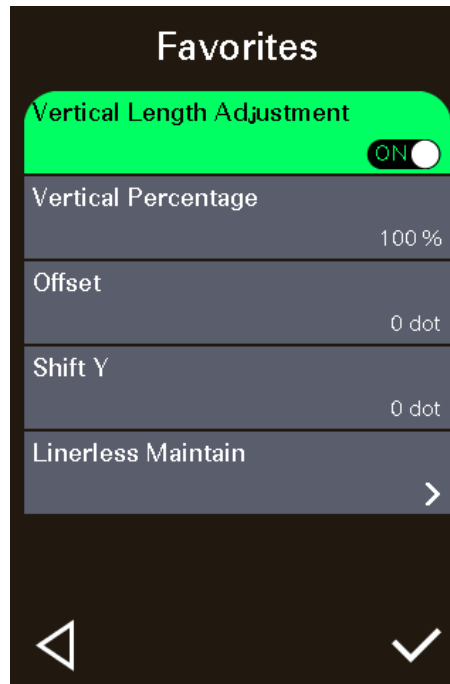 Favorites
Vertical Length Adjustment
ON
Vertical Percentage
100 %
Offset
0 dot
Shift Y
0 dot
Linerless Maintain